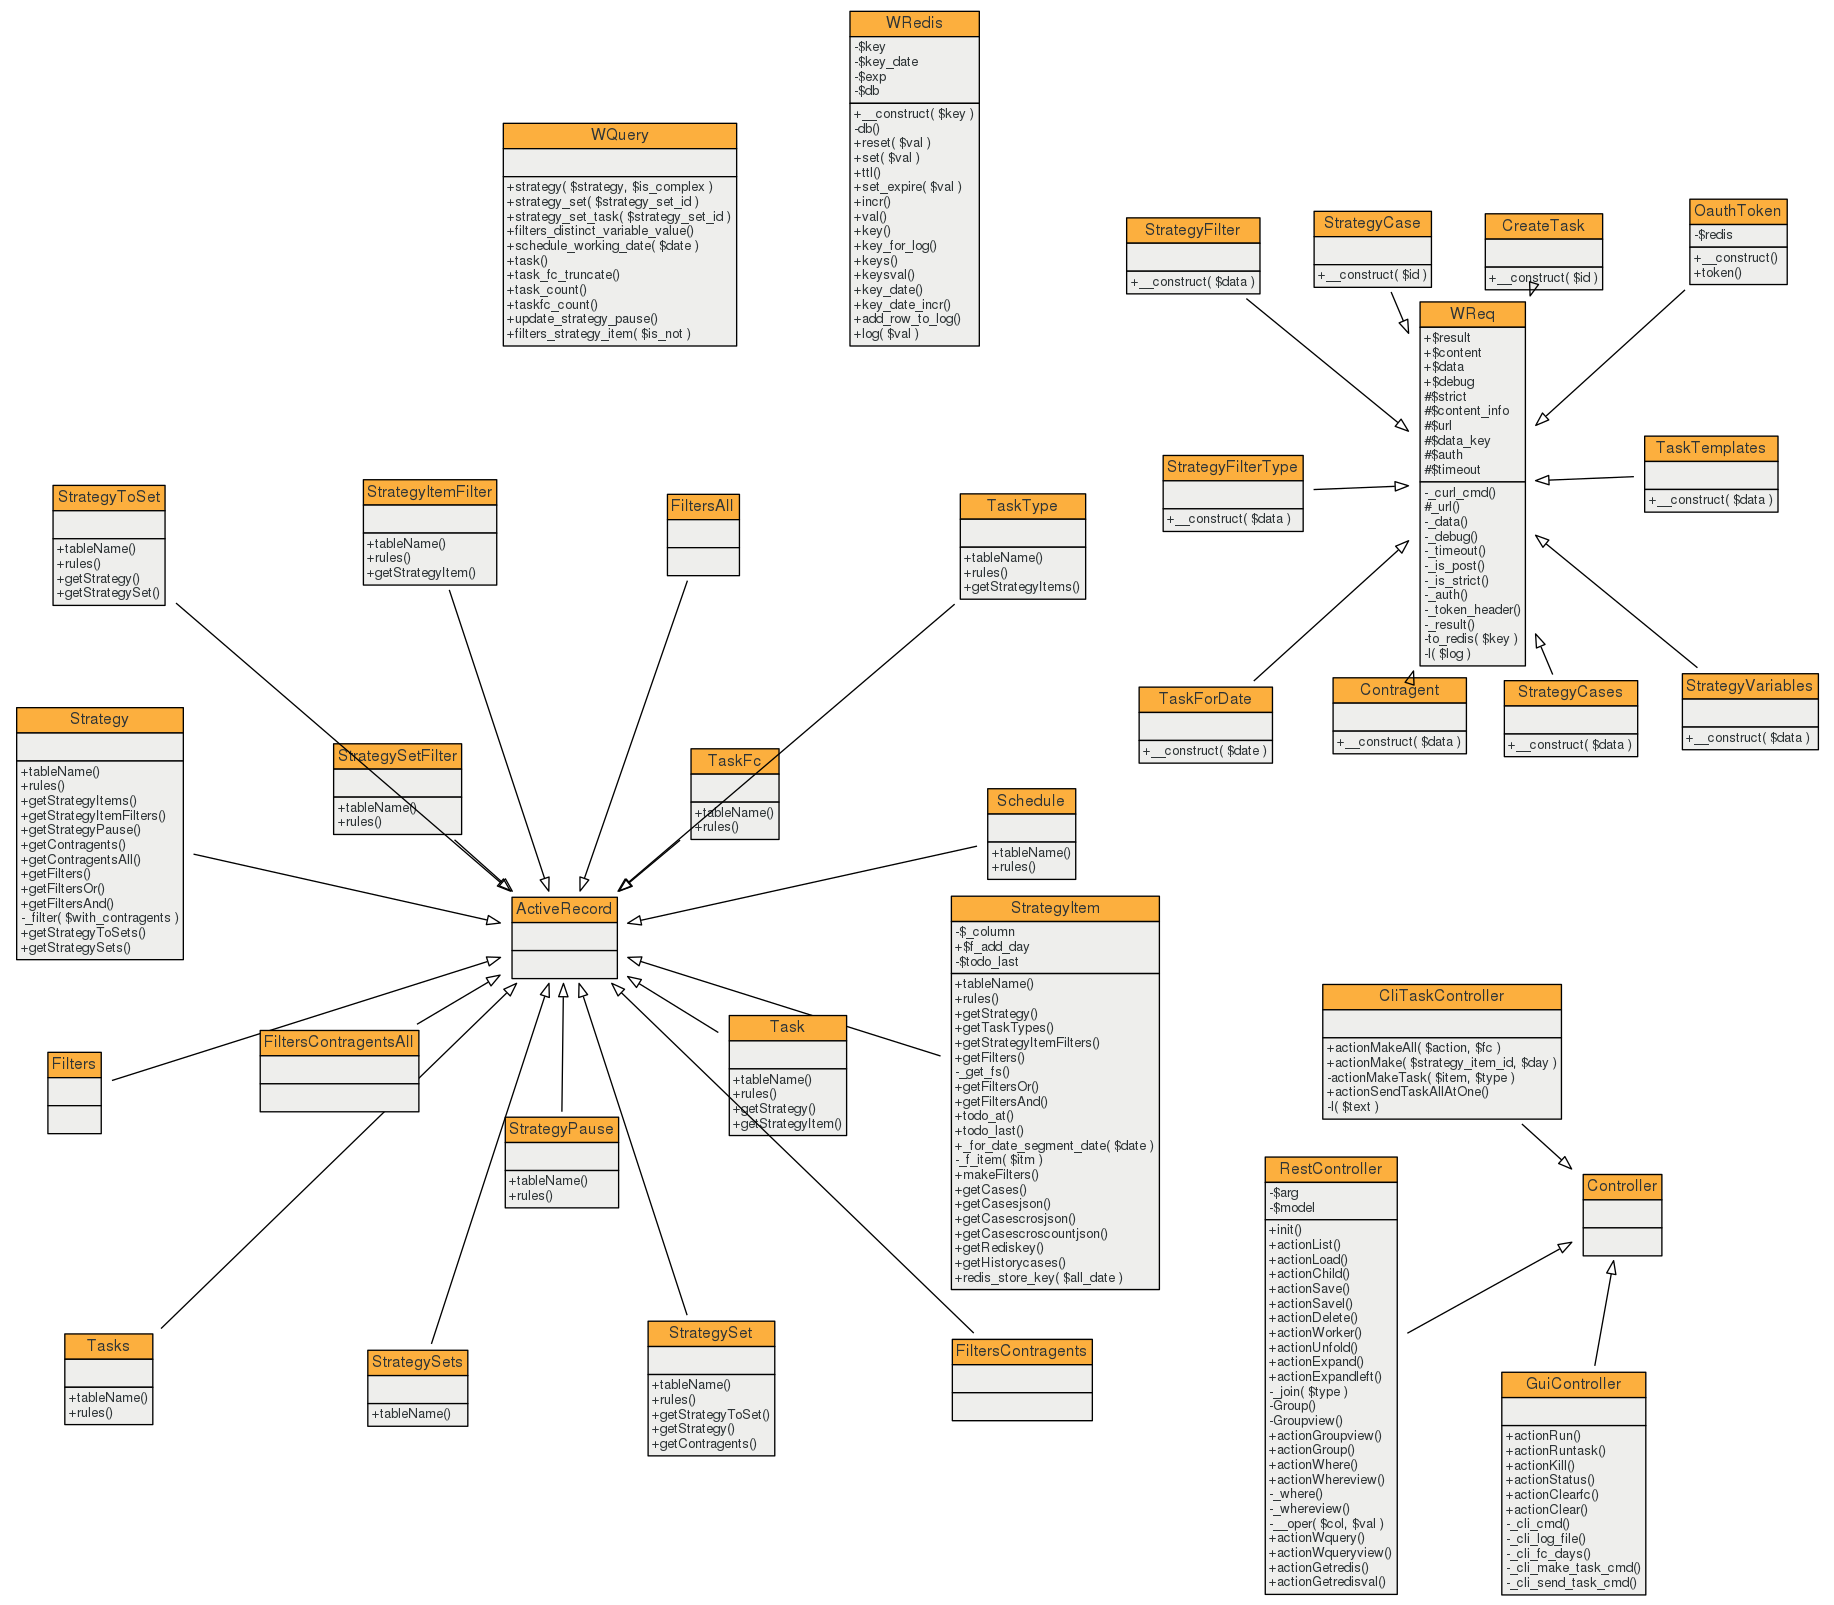 WRedis
-$key
-$key_date
-$exp
-$db
+__construct( $key )
-db()
+reset( $val )
+set( $val )
+ttl()
+set_expire( $val )
+incr()
+val()
+key()
+key_for_log()
+keys()
+keysval()
+key_date()
+key_date_incr()
+add_row_to_log()
+log( $val )
WQuery
+strategy( $strategy, $is_complex )
+strategy_set( $strategy_set_id )
+strategy_set_task( $strategy_set_id )
+filters_distinct_variable_value()
+schedule_working_date( $date )
+task()
+task_fc_truncate()
+task_count()
+taskfc_count()
+update_strategy_pause()
+filters_strategy_item( $is_not )
StrategyFilter
+__construct( $data )
StrategyCase
+__construct( $id )
CreateTask
+__construct( $id )
OauthToken
-$redis
+__construct()
+token()
WReq
+$result
+$content
+$data
+$debug
#$strict
#$content_info
#$url
#$data_key
#$auth
#$timeout
-_curl_cmd()
#_url()
-_data()
-_debug()
-_timeout()
-_is_post()
-_is_strict()
-_auth()
-_token_header()
-_result()
-to_redis( $key )
-l( $log )
StrategyFilterType
+__construct( $data )
TaskTemplates
+__construct( $data )
TaskForDate
+__construct( $date )
Contragent
+__construct( $data )
StrategyCases
+__construct( $data )
StrategyVariables
+__construct( $data )
StrategyToSet
+tableName()
+rules()
+getStrategy()
+getStrategySet()
StrategyItemFilter
+tableName()
+rules()
+getStrategyItem()
FiltersAll
TaskType
+tableName()
+rules()
+getStrategyItems()
Strategy
+tableName()
+rules()
+getStrategyItems()
+getStrategyItemFilters()
+getStrategyPause()
+getContragents()
+getContragentsAll()
+getFilters()
+getFiltersOr()
+getFiltersAnd()
-_filter( $with_contragents )
+getStrategyToSets()
+getStrategySets()
StrategySetFilter
+tableName()
+rules()
TaskFc
+tableName()
+rules()
Schedule
+tableName()
+rules()
ActiveRecord
StrategyItem
-$_column
+$f_add_day
-$todo_last
+tableName()
+rules()
+getStrategy()
+getTaskTypes()
+getStrategyItemFilters()
+getFilters()
-_get_fs()
+getFiltersOr()
+getFiltersAnd()
+todo_at()
+todo_last()
+_for_date_segment_date( $date )
-_f_item( $itm )
+makeFilters()
+getCases()
+getCasesjson()
+getCasescrosjson()
+getCasescroscountjson()
+getRediskey()
+getHistorycases()
+redis_store_key( $all_date )
Filters
FiltersContragentsAll
Task
+tableName()
+rules()
+getStrategy()
+getStrategyItem()
StrategyPause
+tableName()
+rules()
Tasks
+tableName()
+rules()
StrategySets
+tableName()
StrategySet
+tableName()
+rules()
+getStrategyToSet()
+getStrategy()
+getContragents()
FiltersContragents
CliTaskController
+actionMakeAll( $action, $fc )
+actionMake( $strategy_item_id, $day )
-actionMakeTask( $item, $type )
+actionSendTaskAllAtOne()
-l( $text )
RestController
-$arg
-$model
+init()
+actionList()
+actionLoad()
+actionChild()
+actionSave()
+actionSavel()
+actionDelete()
+actionWorker()
+actionUnfold()
+actionExpand()
+actionExpandleft()
-_join( $type )
-Group()
-Groupview()
+actionGroupview()
+actionGroup()
+actionWhere()
+actionWhereview()
-_where()
-_whereview()
-__oper( $col, $val )
+actionWquery()
+actionWqueryview()
+actionGetredis()
+actionGetredisval()
Controller
GuiController
+actionRun()
+actionRuntask()
+actionKill()
+actionStatus()
+actionClearfc()
+actionClear()
-_cli_cmd()
-_cli_log_file()
-_cli_fc_days()
-_cli_make_task_cmd()
-_cli_send_task_cmd()